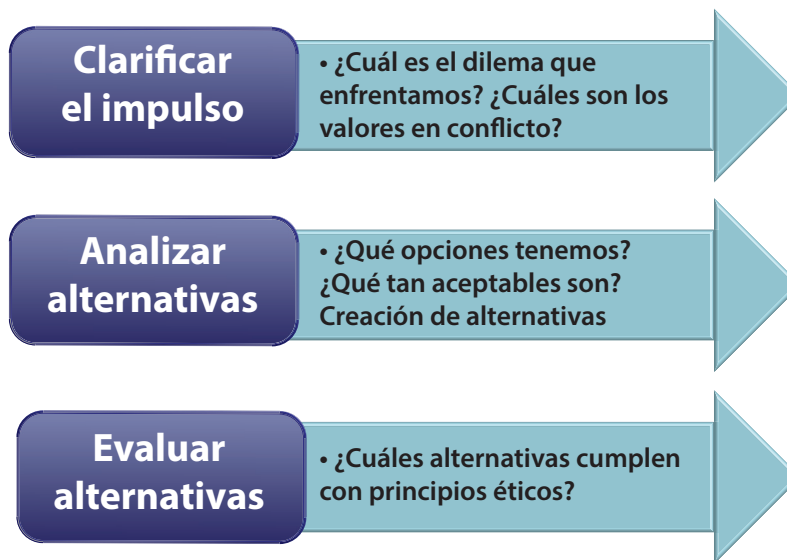 Clarificar
el impulso
• ¿Cuál es el dilema que
enfrentamos? ¿Cuáles son los
valores en conflicto?
Analizar
alternativas
• ¿Qué opciones tenemos?
¿Qué tan aceptables son?
Creación de alternativas
Evaluar
alternativas
• ¿Cuáles alternativas cumplen
con principios éticos?